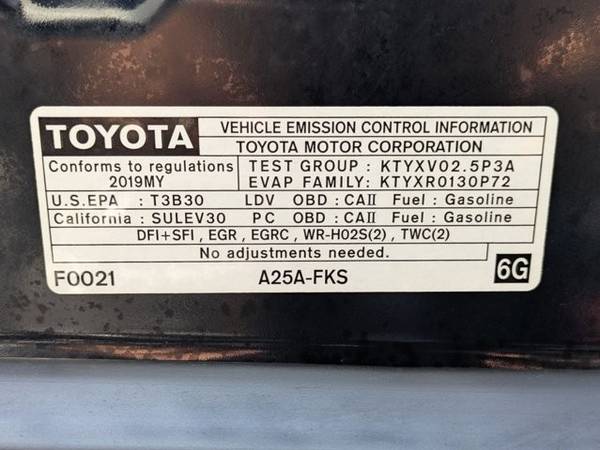 TOYOTA
VEHICLE EMISSION CONTROL INFORMATION
TOYOTA MOTOR CORPORATION
Conforms to regulations
2019MY
TEST GROUP : KTYXV02.5P3A
EVAP FAMILY: KTYXR0130P72
U.S.EPA : T3B30 LDV OBD : CAII Fuel : Gasoline
California : SULEV30 PC OBD : CAII Fuel : Gasoline
DFI+SFI , EGR , EGRC , WR-HO2S(2) , TWC(2)
No adjustments needed.
F0021 A25A-FKS 6G